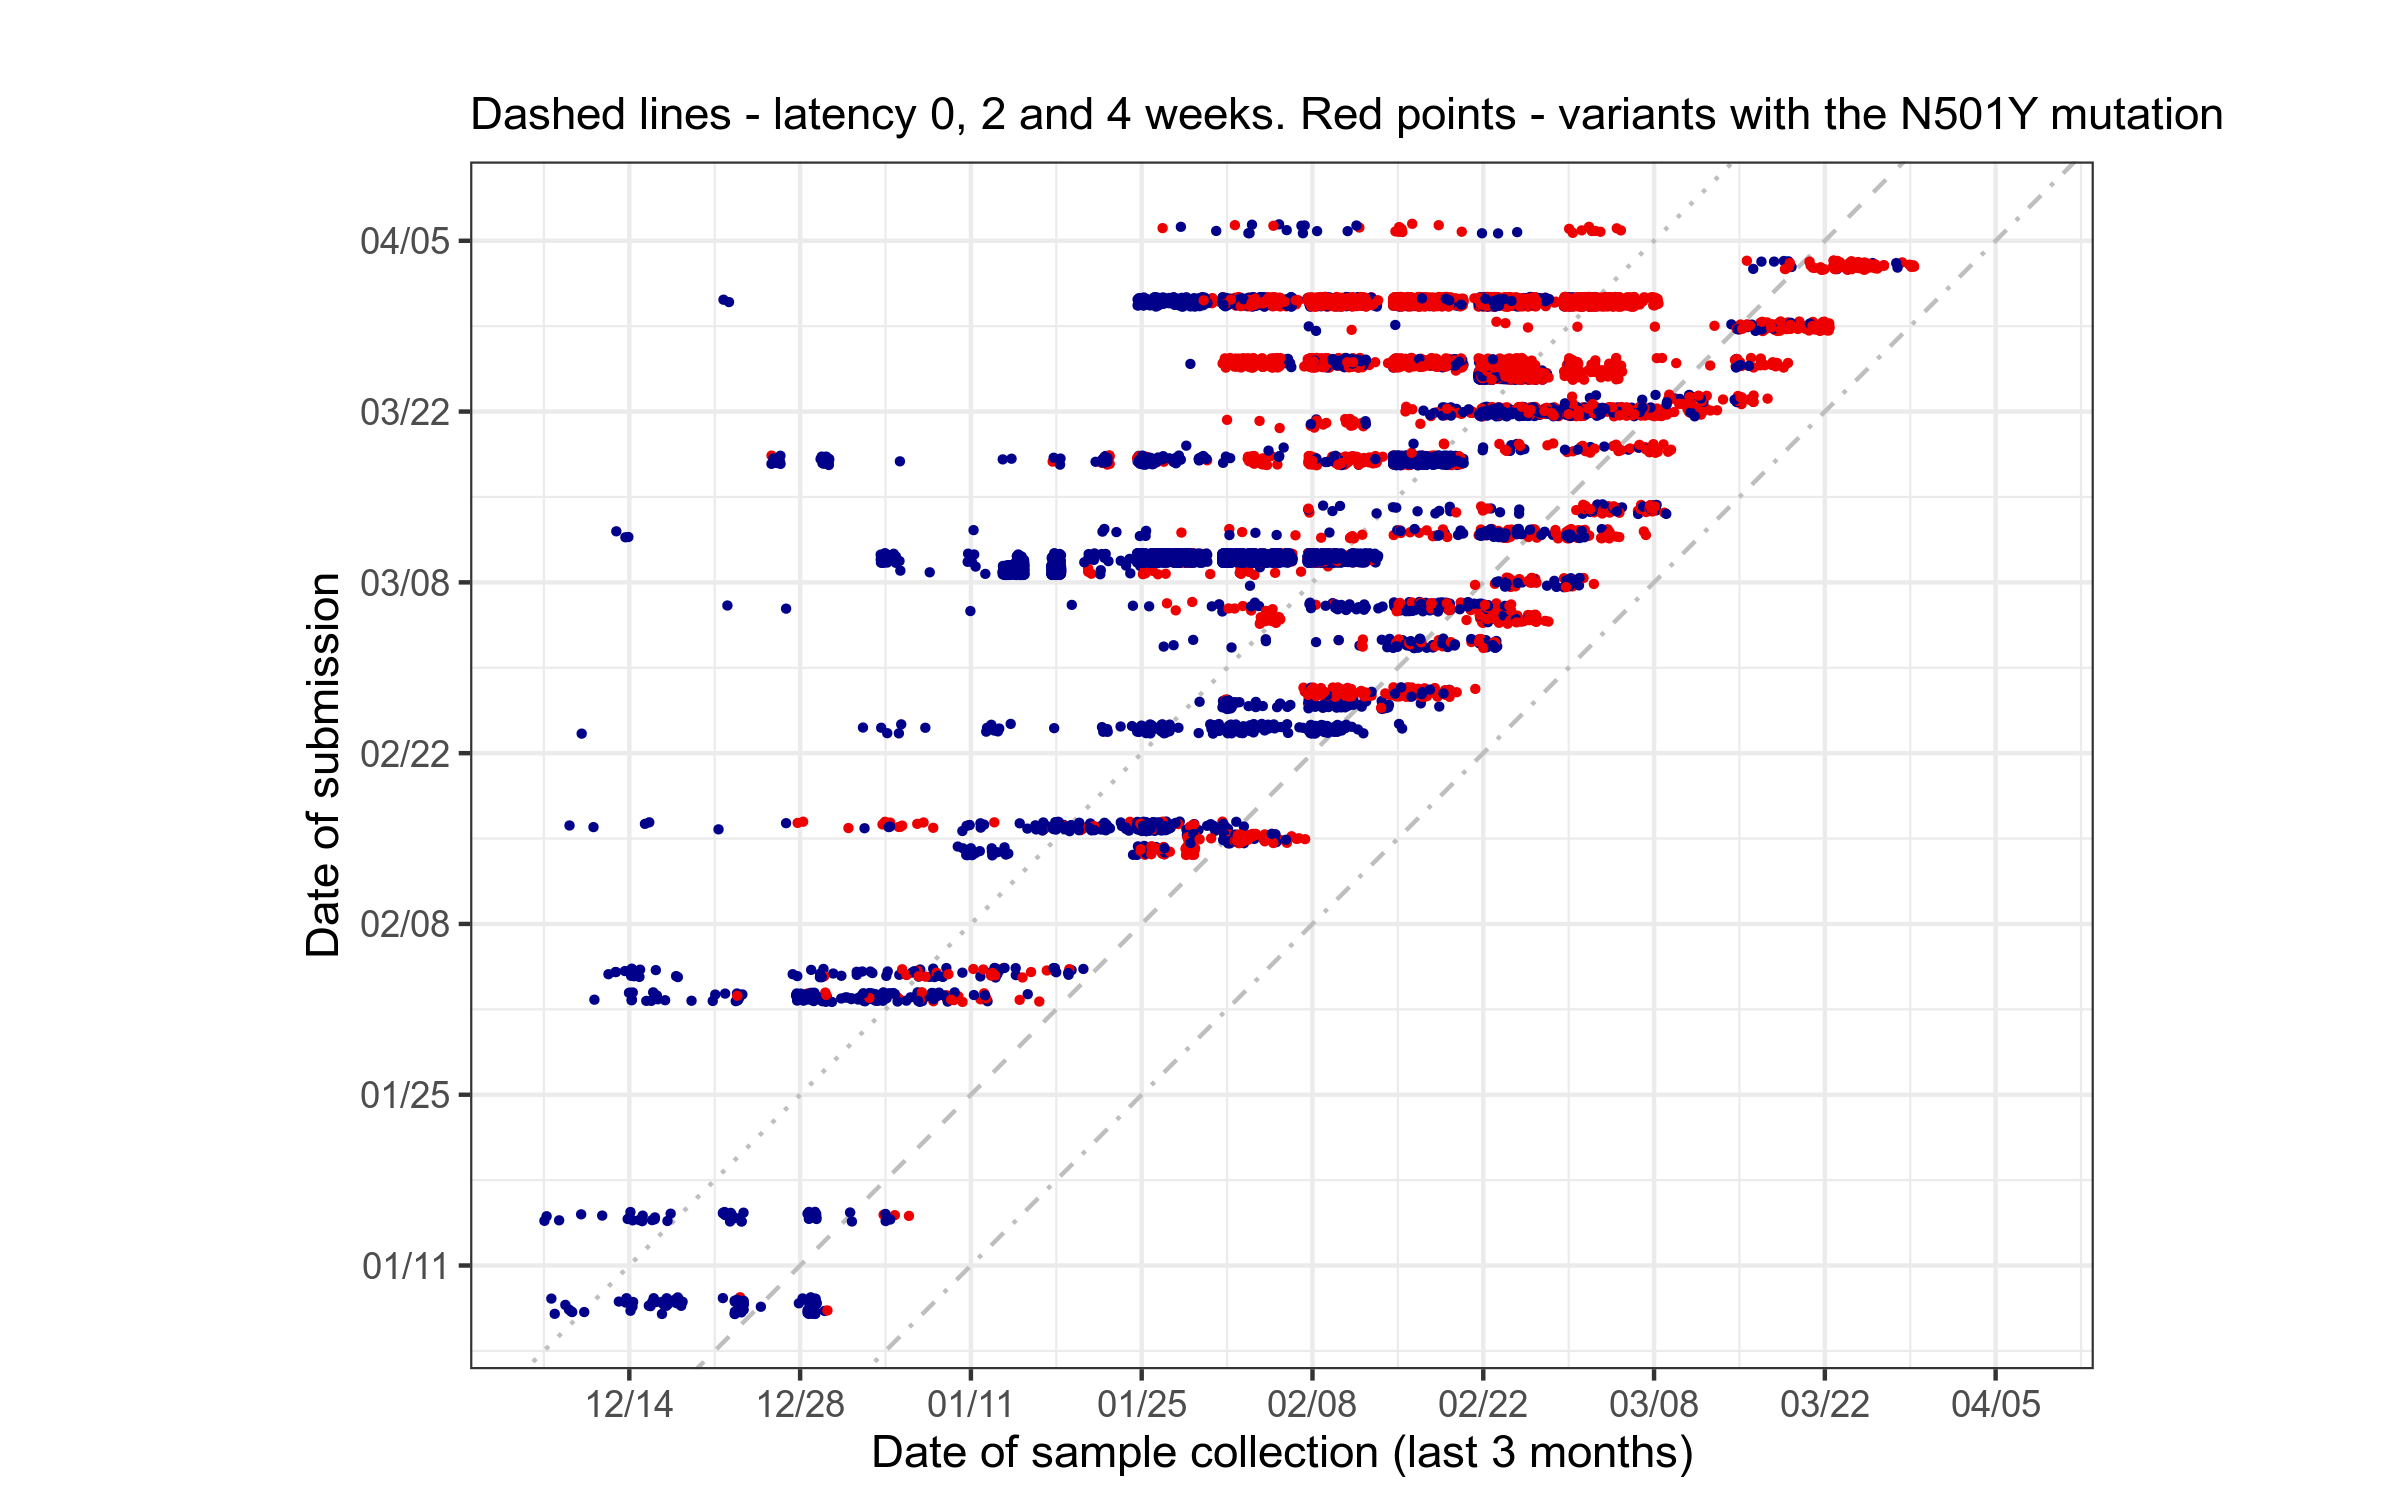 Dashed lines - latency 0, 2 and 4 weeks. Red points - variants with the N501Y mutation
Date of submission
04/05
03/22
03/08
02/22
02/08
01/25
01/11
12/14 12/28 01/11 01/25 02/08 02/22 03/08 03/22 04/05
Date of sample collection (last 3 months)